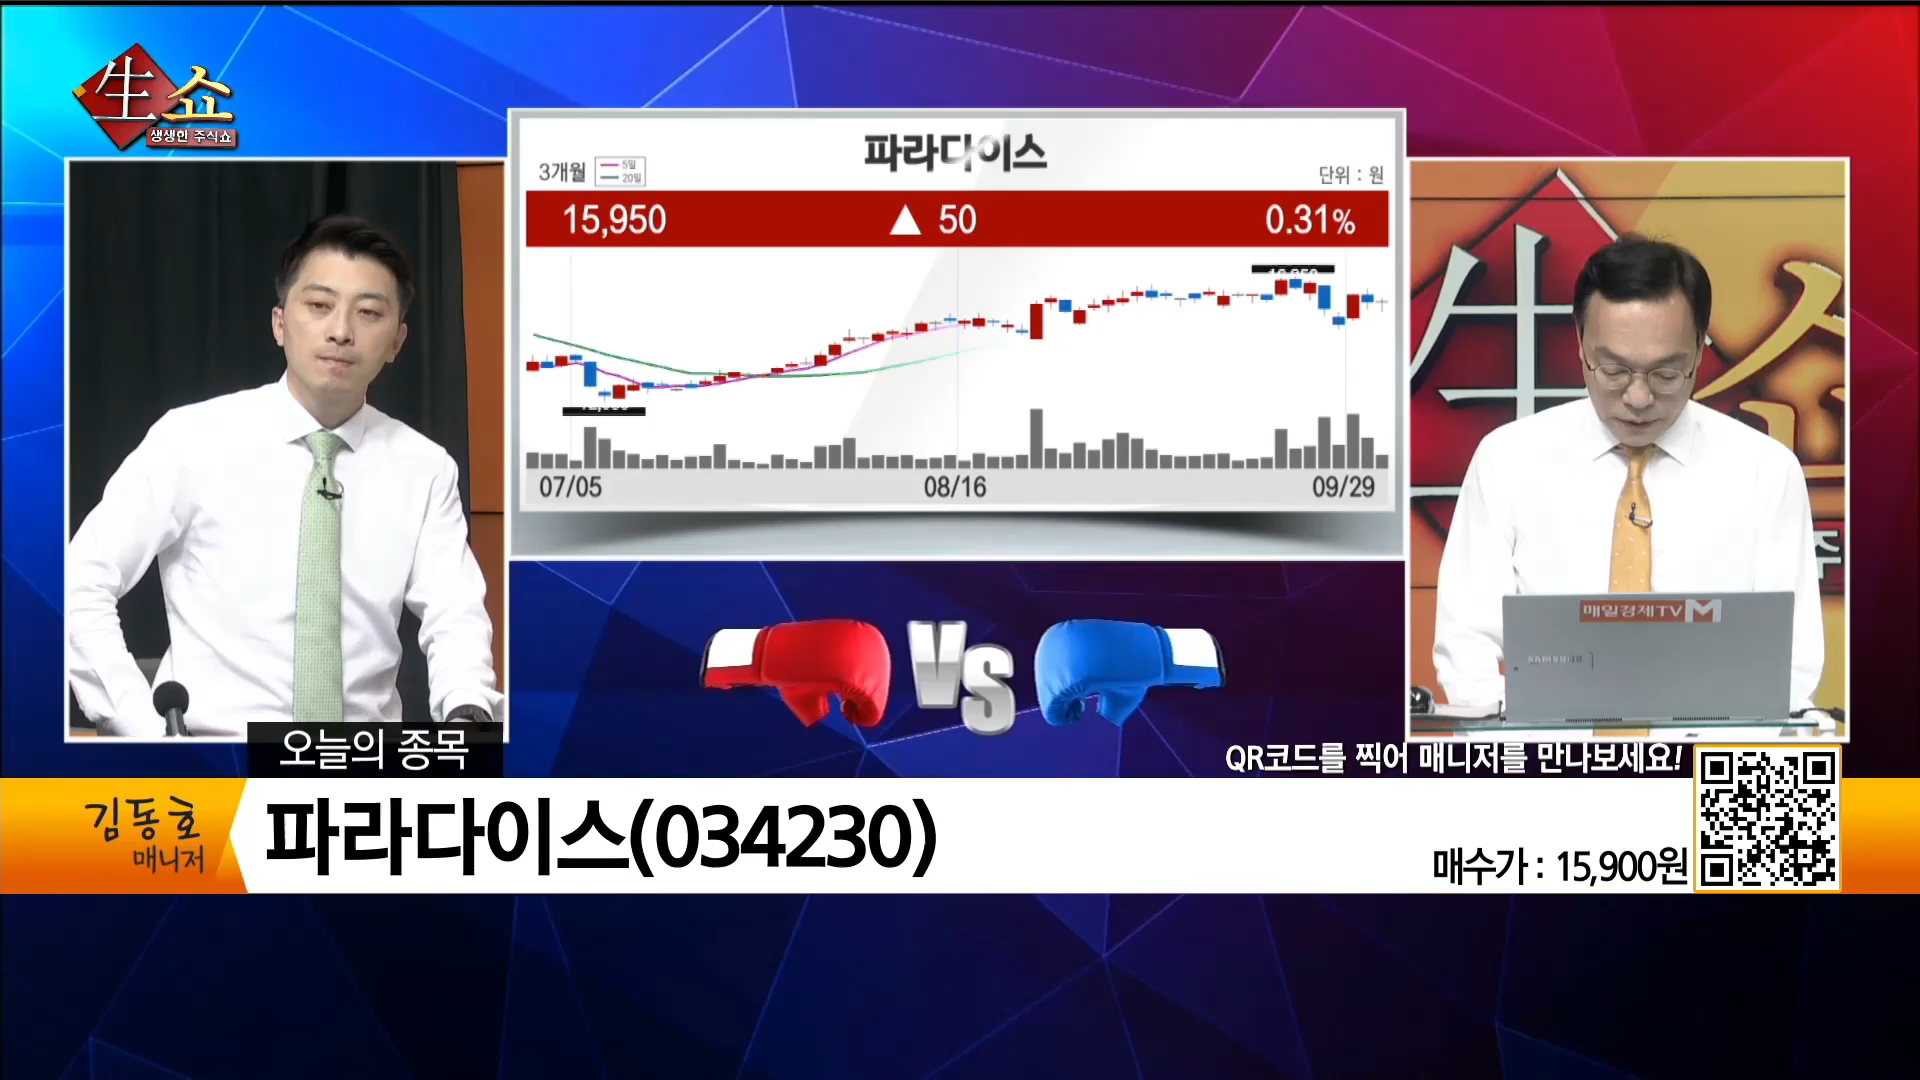 生쇼
생생한 주식쇼
파라다이스
3개월
5일
20일
단위 : 원
15,950 ▲ 50 0.31%
07/05 08/16 09/29
VS
生쇼
주
매일경제TV M
SAMSUNG
오늘의 종목
QR코드를 찍어 매니저를 만나보세요!
김동호
매니저
파라다이스(034230)
매수가 : 15,900원